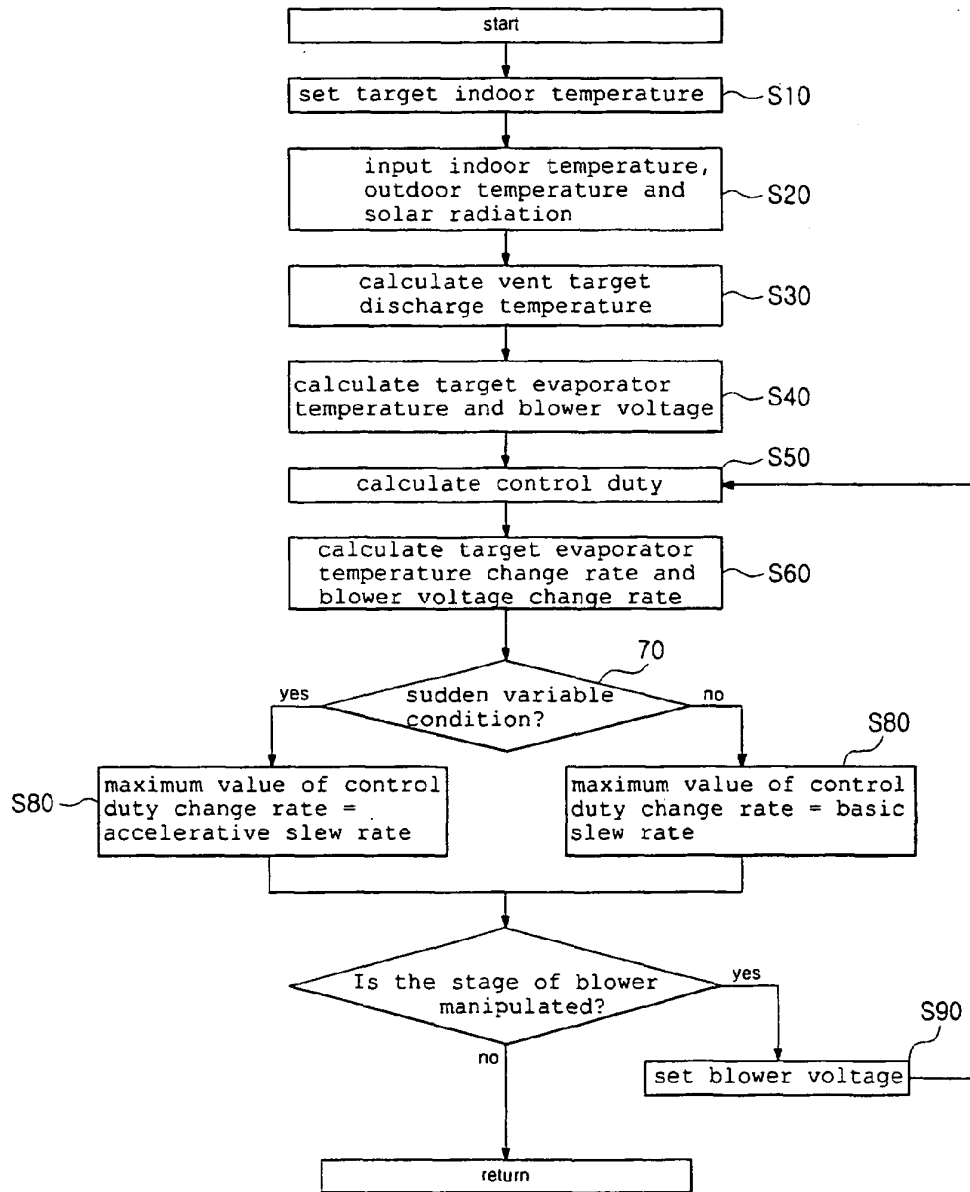 start
set target indoor temperature
S10
input indoor temperature,
outdoor temperature and
solar radiation
S20
calculate vent target
discharge temperature
S30
calculate target evaporator
temperature and blower voltage
S40
S50
calculate control duty
calculate target evaporator
temperature change rate and
blower voltage change rate
S60
70
yes
sudden variable
condition?
no
S80
S80
maximum value of control
duty change rate =
accelerative slew rate
maximum value of control
duty change rate = basic
slew rate
Is the stage of blower
manipulated?
yes
no
S90
set blower voltage
return